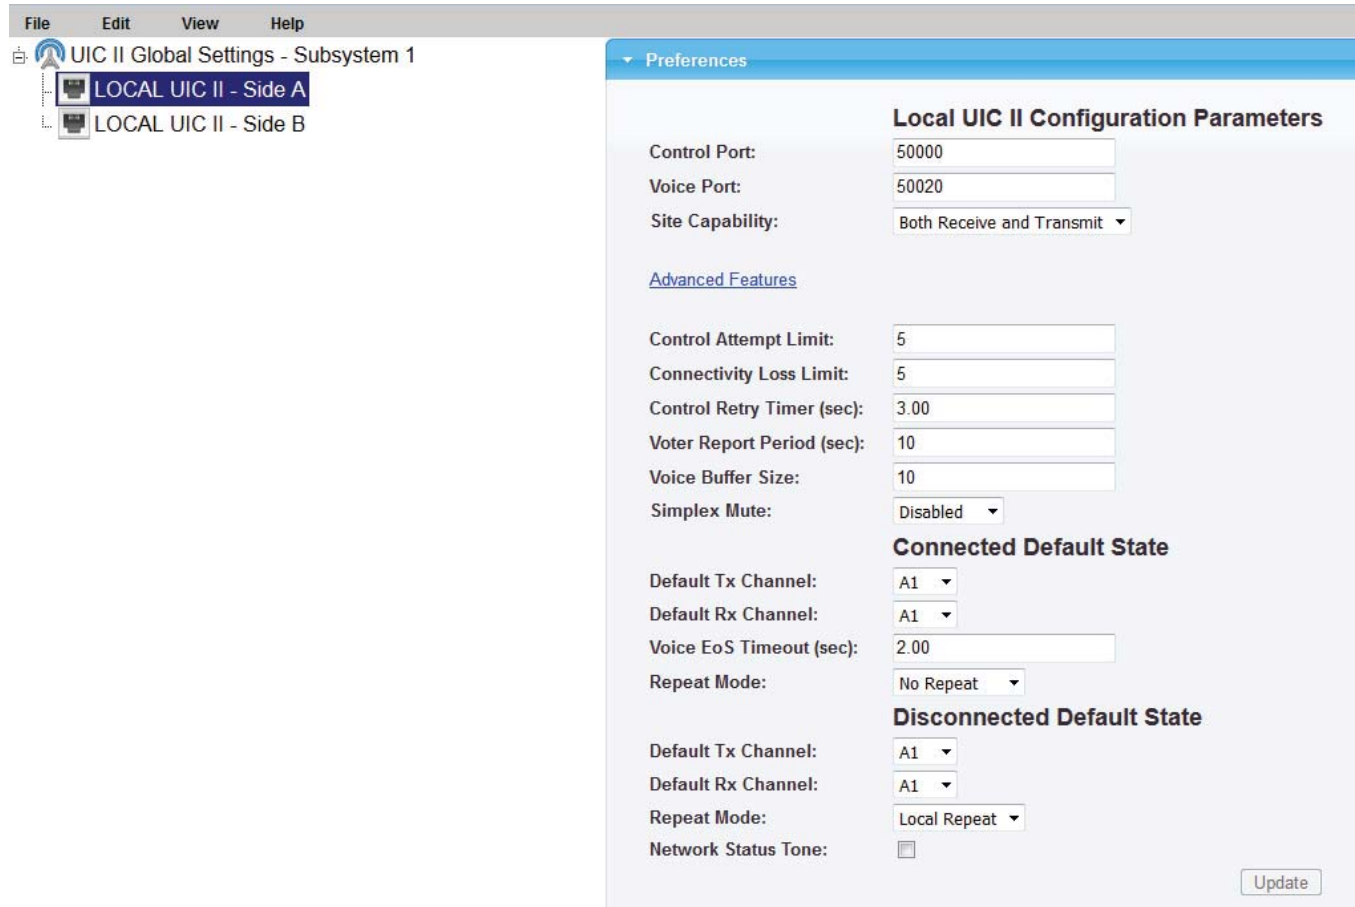 File Edit View Help
UIC II Global Settings - Subsystem 1
LOCAL UIC II - Side A
LOCAL UIC II - Side B
Preferences
Local UIC II Configuration Parameters
Control Port: 50000
Voice Port: 50020
Site Capability: Both Receive and Transmit
Advanced Features
Control Attempt Limit: 5
Connectivity Loss Limit: 5
Control Retry Timer (sec): 3.00
Voter Report Period (sec): 10
Voice Buffer Size: 10
Simplex Mute: Disabled
Connected Default State
Default Tx Channel: A1
Default Rx Channel: A1
Voice EoS Timeout (sec): 2.00
Repeat Mode: No Repeat
Disconnected Default State
Default Tx Channel: A1
Default Rx Channel: A1
Repeat Mode: Local Repeat
Network Status Tone:
Update